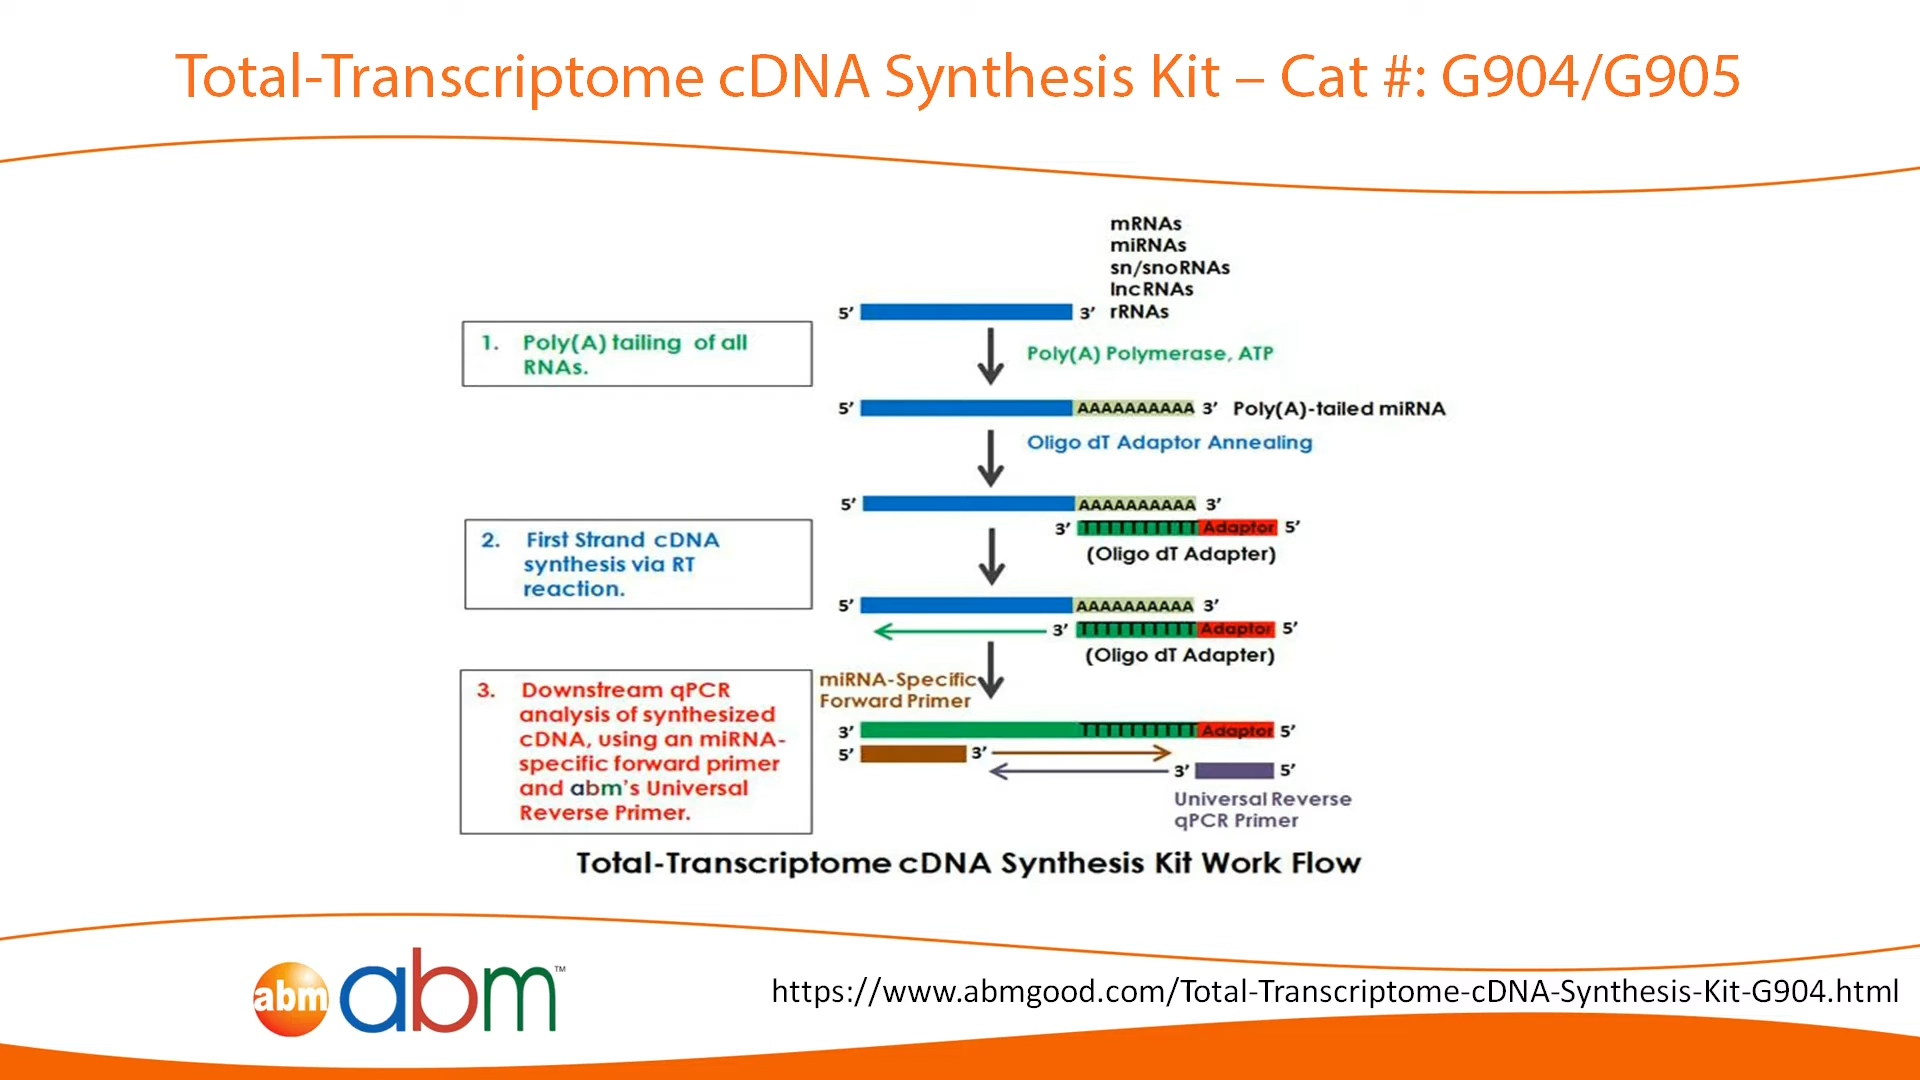 Total-Transcriptome cDNA Synthesis Kit – Cat #: G904/G905
mRNAs
miRNAs
sn/snoRNAs
lncRNAs
5’ 3’ rRNAs
1. Poly(A) tailing of all
RNAs.
Poly(A) Polymerase, ATP
5’ AAAAAAAAAA 3’ Poly(A)-tailed miRNA
Oligo dT Adaptor Annealing
5’ AAAAAAAAAA 3’
3’ TTTTTTTTTT Adaptor 5’
(Oligo dT Adapter)
2. First Strand cDNA
synthesis via RT
reaction.
5’ AAAAAAAAAA 3’
3’ TTTTTTTTTT Adaptor 5’
(Oligo dT Adapter)
3. Downstream qPCR
analysis of synthesized
cDNA, using an miRNA-
specific forward primer
and abm’s Universal
Reverse Primer.
miRNA-Specific
Forward Primer
3’ TTTTTTTTTT Adaptor 5’
5’ 3’
3’ 5’
Universal Reverse
qPCR Primer
Total-Transcriptome cDNA Synthesis Kit Work Flow
abm abm™
https://www.abmgood.com/Total-Transcriptome-cDNA-Synthesis-Kit-G904.html